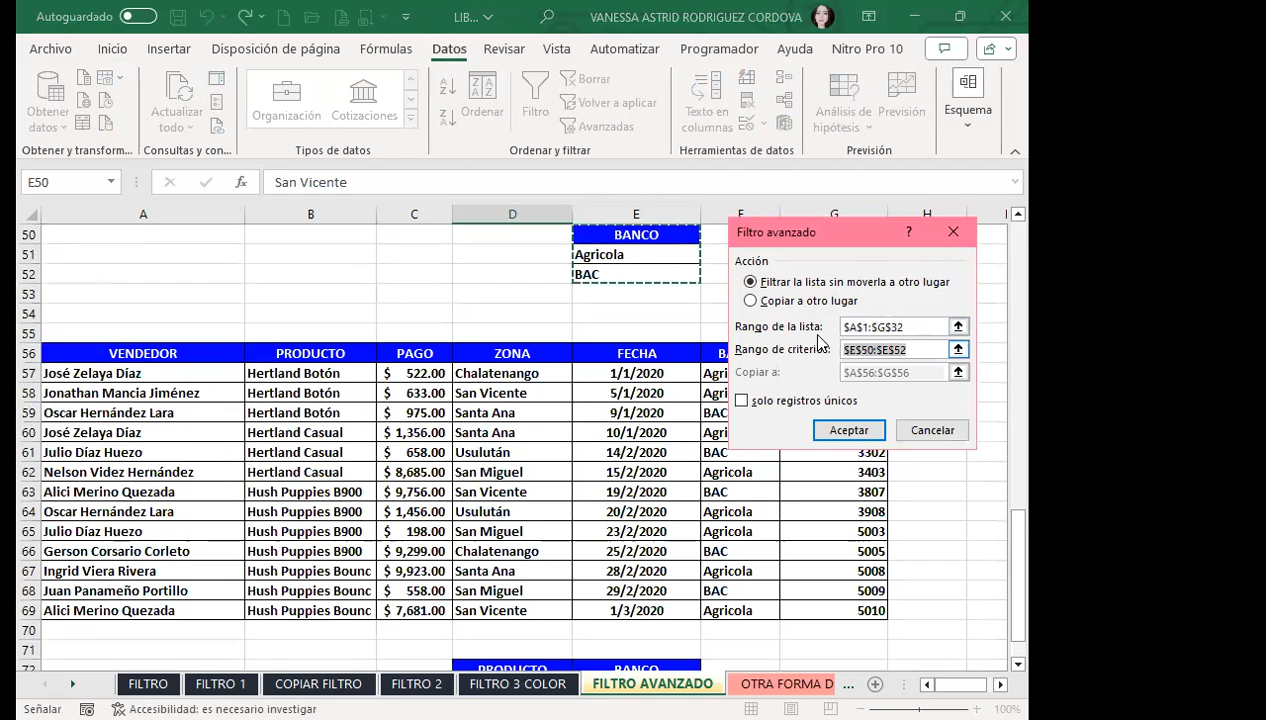 Autoguardado LIB... VANESSA ASTRID RODRIGUEZ CORDOVA
Archivo Inicio Insertar Disposición de página Fórmulas Datos Revisar Vista Automatizar Programador Ayuda Nitro Pro 10
Obtener datos
Actualizar todo
Organización Cotizaciones
Ordenar
Filtro
Borrar
Volver a aplicar
Avanzadas
Texto en columnas
Análisis de hipótesis
Previsión
Esquema
Obtener y transform... Consultas y con... Tipos de datos Ordenar y filtrar Herramientas de datos Previsión
E50 fx San Vicente
A B C D E F G H I
50 BANCO
51 Agricola
52 BAC
53
54
55
56 VENDEDOR PRODUCTO PAGO ZONA FECHA
57 José Zelaya Díaz Hertland Botón $ 522.00 Chalatenango 1/1/2020
58 Jonathan Mancia Jiménez Hertland Botón $ 633.00 San Vicente 5/1/2020
59 Oscar Hernández Lara Hertland Botón $ 975.00 Santa Ana 9/1/2020 BAC
60 José Zelaya Díaz Hertland Casual $ 1,356.00 Santa Ana 10/1/2020
61 Julio Díaz Huezo Hertland Casual $ 658.00 Usulután 14/2/2020 BAC 3302
62 Nelson Videz Hernández Hertland Casual $ 8,685.00 San Miguel 15/2/2020 Agricola 3403
63 Alici Merino Quezada Hush Puppies B900 $ 9,756.00 San Vicente 19/2/2020 BAC 3807
64 Oscar Hernández Lara Hush Puppies B900 $ 1,456.00 Usulután 20/2/2020 Agricola 3908
65 Julio Díaz Huezo Hush Puppies B900 $ 198.00 San Miguel 23/2/2020 Agricola 5003
66 Gerson Corsario Corleto Hush Puppies B900 $ 9,299.00 Chalatenango 25/2/2020 BAC 5005
67 Ingrid Viera Rivera Hush Puppies Bounc $ 9,923.00 Santa Ana 28/2/2020 Agricola 5008
68 Juan Panameño Portillo Hush Puppies Bounc $ 558.00 San Miguel 29/2/2020 BAC 5009
69 Alici Merino Quezada Hush Puppies Bounc $ 7,681.00 San Vicente 1/3/2020 Agricola 5010
70
71
72 PRODUCTO BANCO
Filtro avanzado ?
Acción
Filtrar la lista sin moverla a otro lugar
Copiar a otro lugar
Rango de la lista: $A$1:$G$32
Rango de criterios: $E$50:$E$52
Copiar a: $A$56:$G$56
Solo registros únicos
Aceptar Cancelar
FILTRO FILTRO 1 COPIAR FILTRO FILTRO 2 FILTRO 3 COLOR FILTRO AVANZADO OTRA FORMA D ...
Señalar Accesibilidad: es necesario investigar 100%